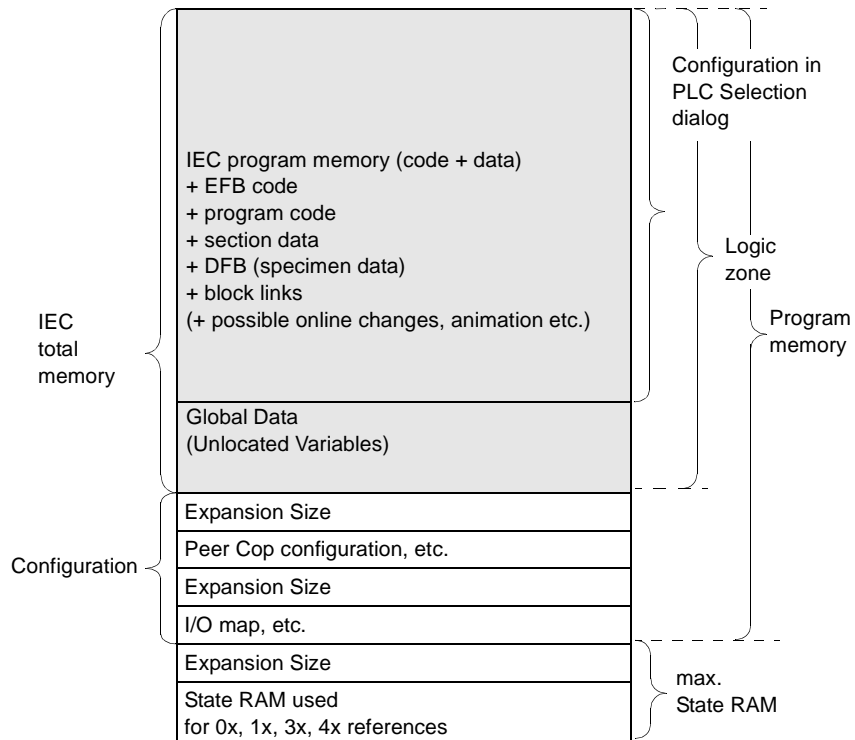 Configuration in
PLC Selection
dialog
IEC program memory (code + data)
+ EFB code
+ program code
+ section data
+ DFB (specimen data)
+ block links
(+ possible online changes, animation etc.)
Logic
zone
IEC
total
memory
Program
memory
Global Data
(Unlocated Variables)
Expansion Size
Peer Cop configuration, etc.
Configuration
Expansion Size
I/O map, etc.
Expansion Size
max.
State RAM
State RAM used
for 0x, 1x, 3x, 4x references